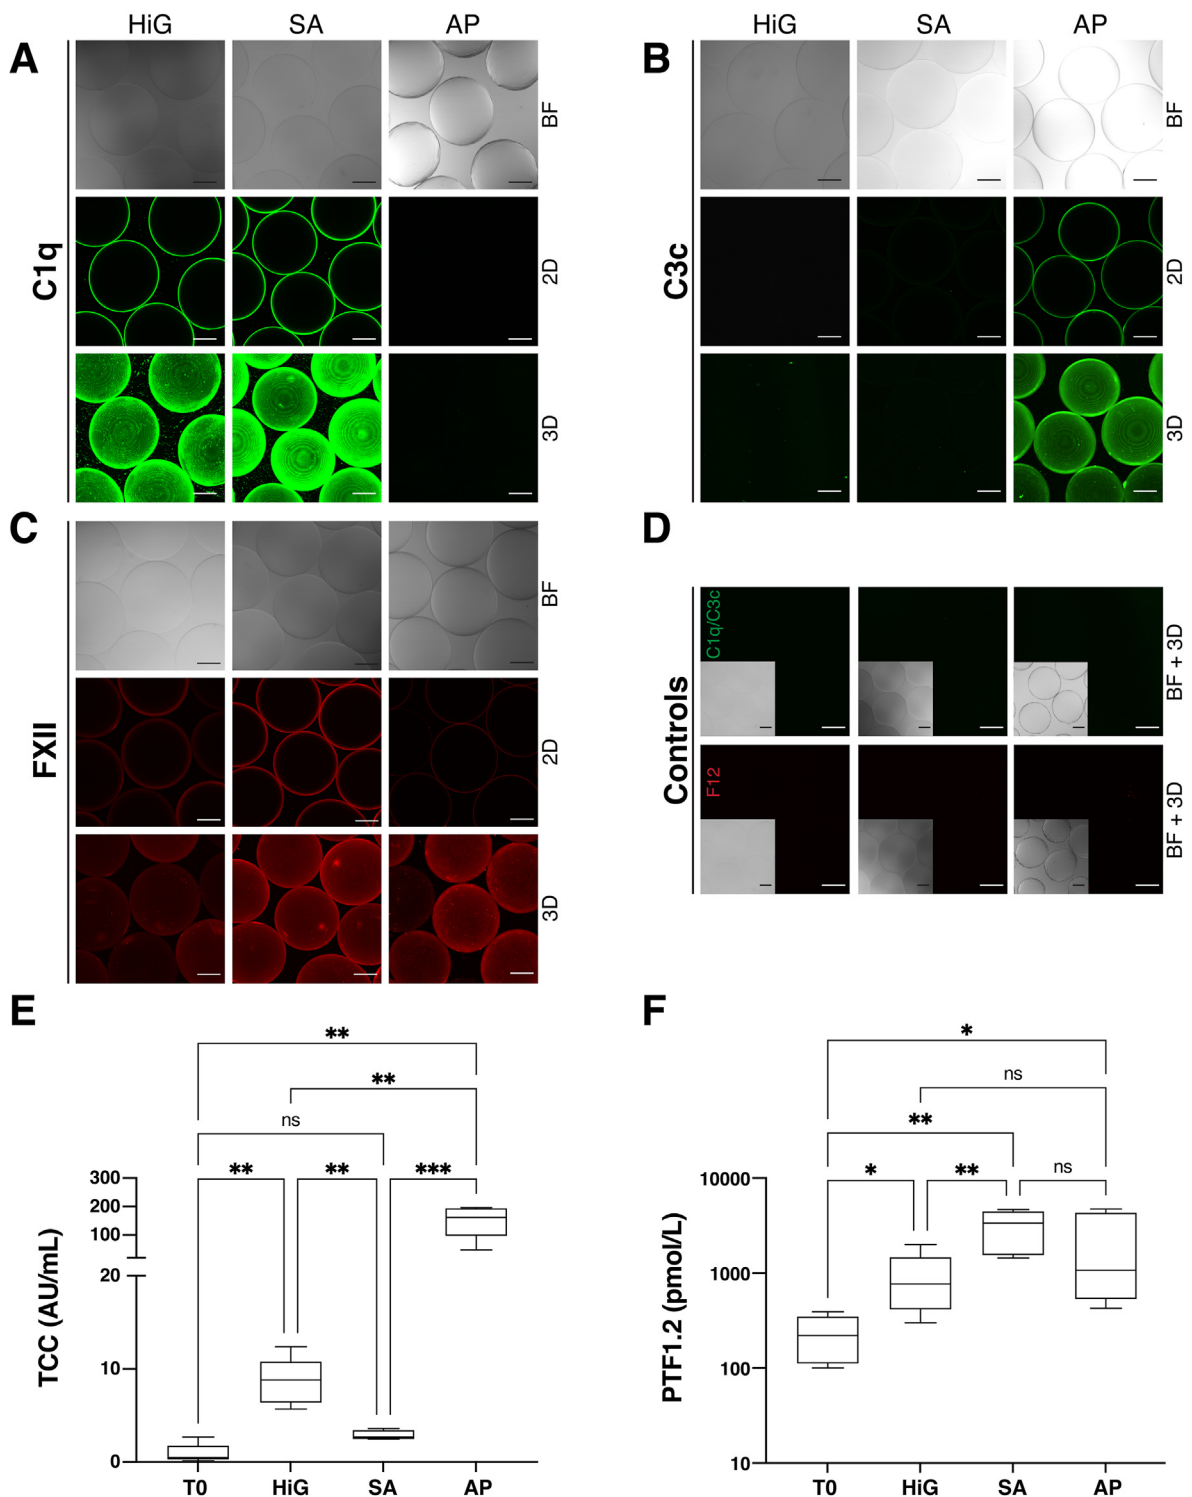 HiG SA AP
A
C1q
BF
2D
3D
HiG SA AP
B
C3c
BF
2D
3D
C
FXII
BF
2D
3D
D
Controls
C1q/C3c
BF + 3D
F12
BF + 3D
E
**
**
ns
** ** ***
TCC (AU/mL)
300
200
100
20
10
0
T0 HiG SA AP
F
*
ns
**
* ** ns
PTF1.2 (pmol/L)
10000
1000
100
10
T0 HiG SA AP